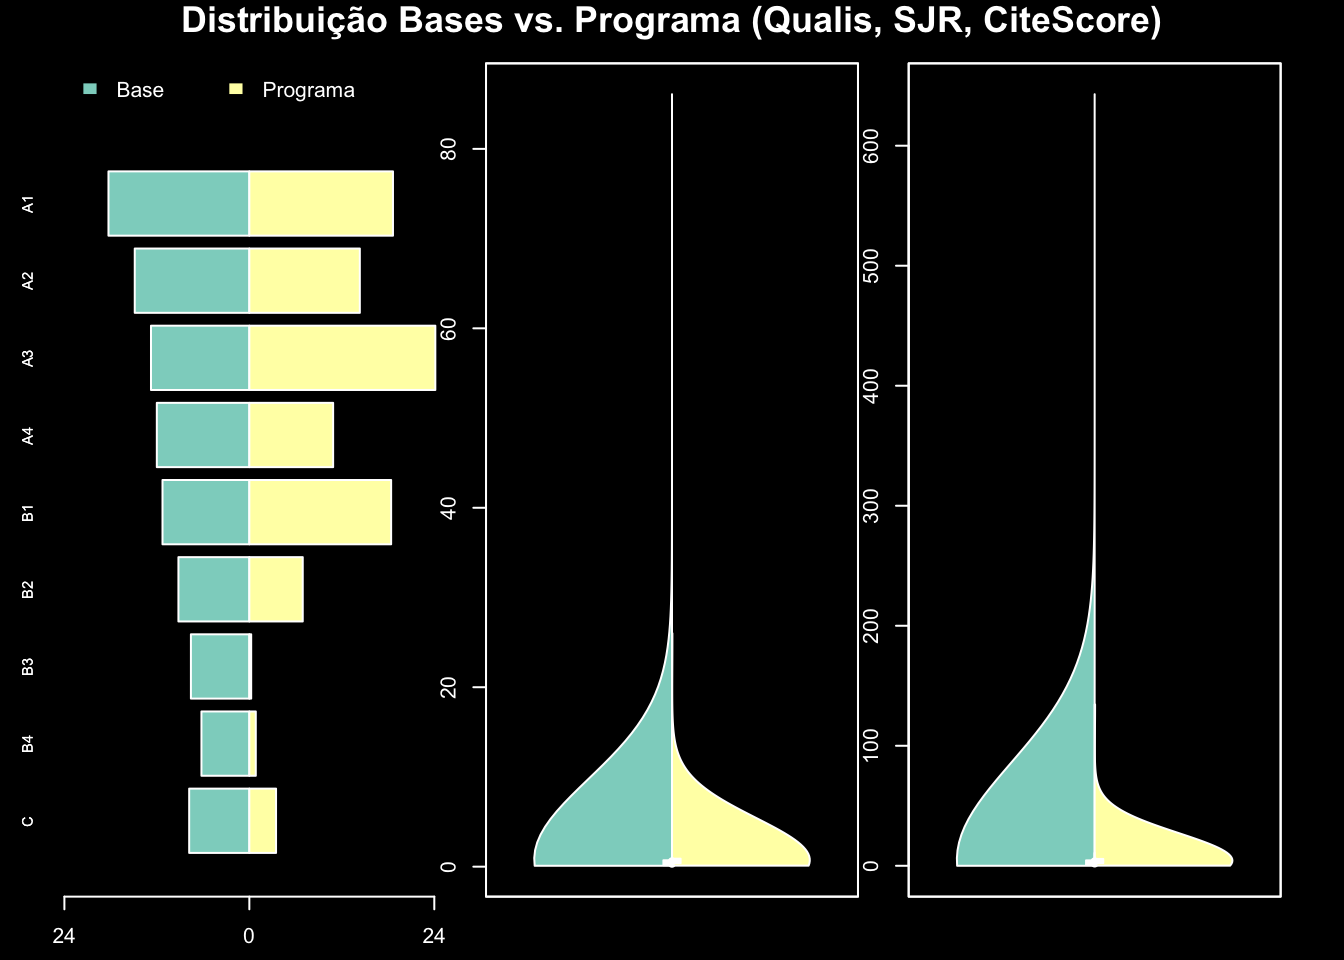 Distribuição Bases vs. Programa (Qualis, SJR, CiteScore)
Base
Programa
A1
A2
A3
A4
B1
B2
B3
B4
C
24 0 24
80
60
40
20
0
600
500
400
300
200
100
0